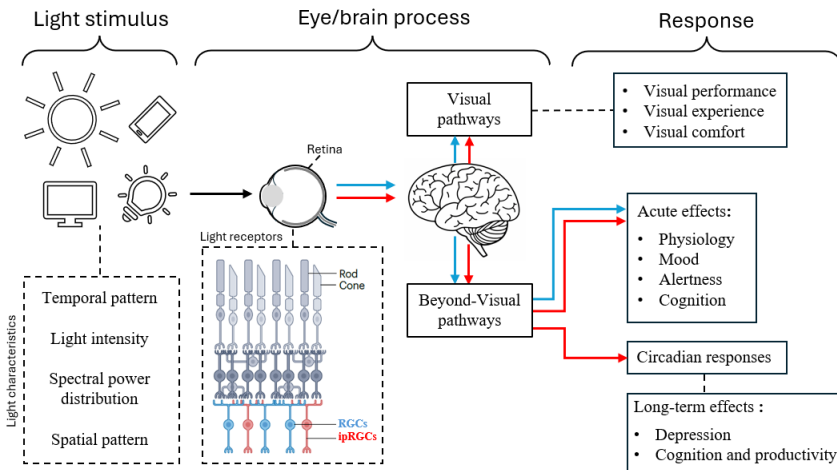 Light stimulus
Eye/brain process
Response
Retina
Light receptors
Rod
Cone
RGCs
ipRGCs
Light characteristics
Temporal pattern
Light intensity
Spectral power
distribution
Spatial pattern
Visual
pathways
Beyond-Visual
pathways
• Visual performance
• Visual experience
• Visual comfort
Acute effects:
• Physiology
• Mood
• Alertness
• Cognition
Circadian responses
Long-term effects :
• Depression
• Cognition and productivity